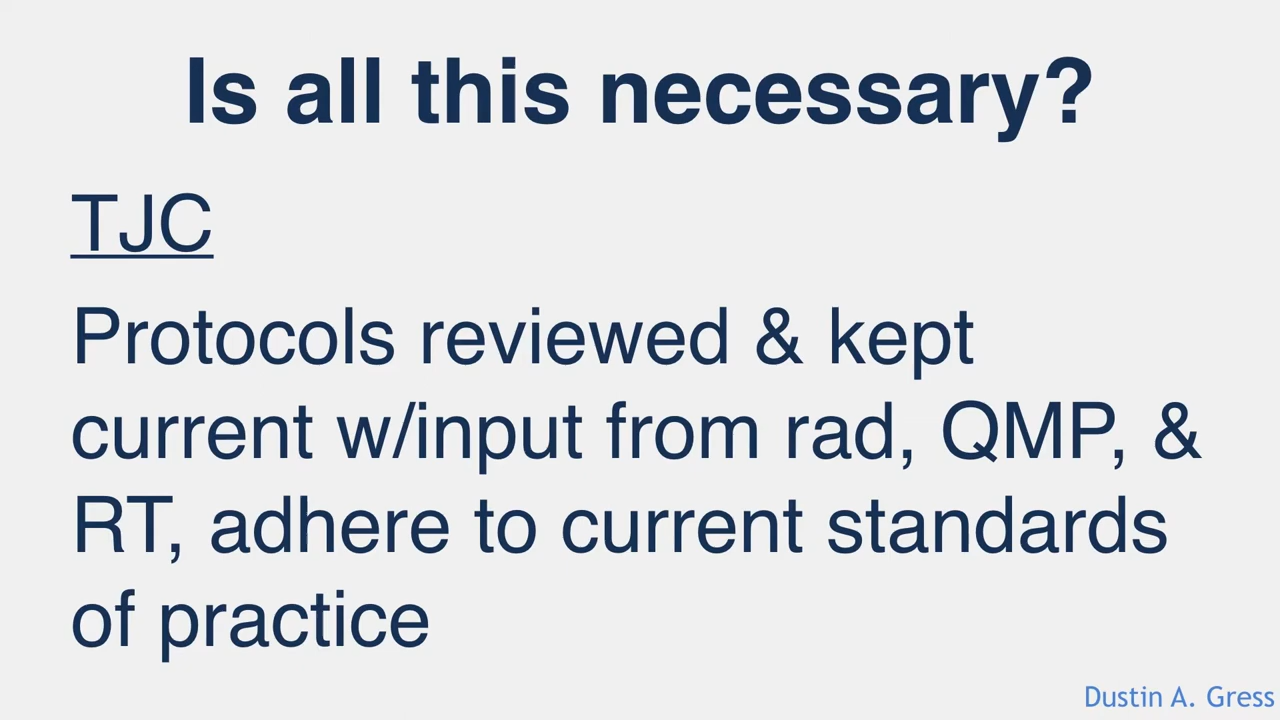 Is all this necessary?
TJC
Protocols reviewed & kept
current w/input from rad, QMP, &
RT, adhere to current standards
of practice
Dustin A. Gress